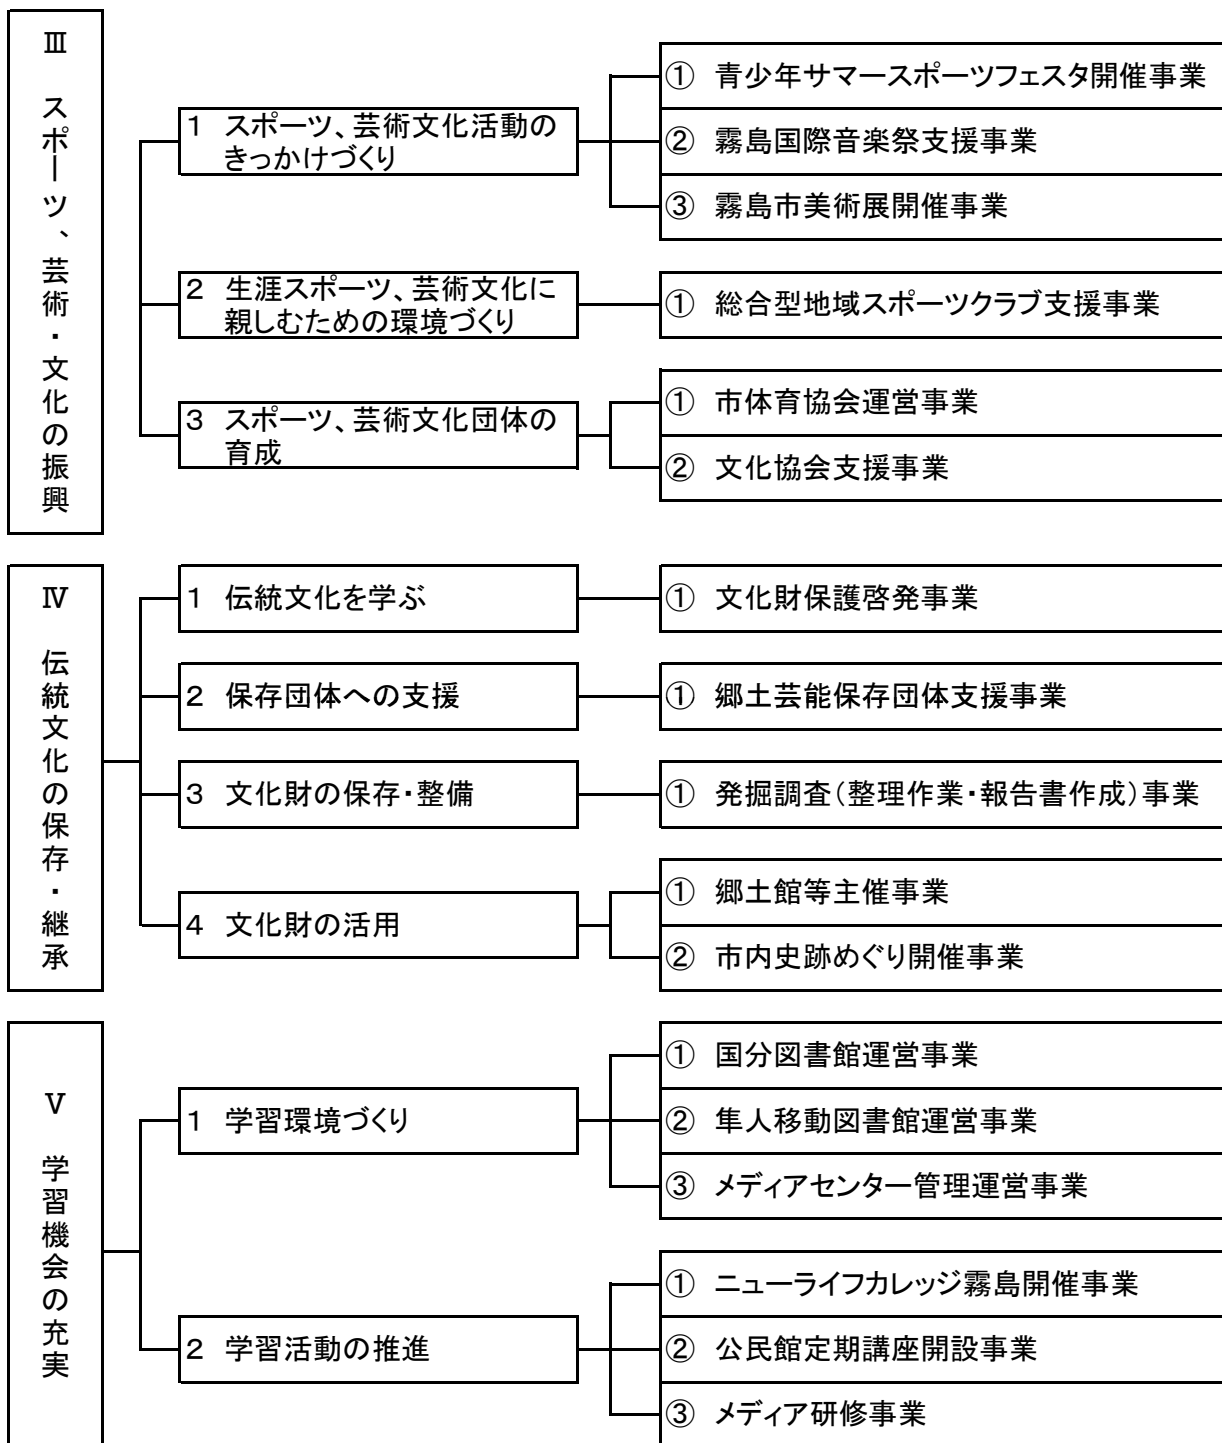 Ⅲ スポーツ、芸術・文化の振興
1 スポーツ、芸術文化活動の
きっかけづくり
① 青少年サマースポーツフェスタ開催事業
② 霧島国際音楽祭支援事業
③ 霧島市美術展開催事業
2 生涯スポーツ、芸術文化に
親しむための環境づくり
① 総合型地域スポーツクラブ支援事業
3 スポーツ、芸術文化団体の
育成
① 市体育協会運営事業
② 文化協会支援事業
Ⅳ 伝統文化の保存・継承
1 伝統文化を学ぶ
① 文化財保護啓発事業
2 保存団体への支援
① 郷土芸能保存団体支援事業
3 文化財の保存・整備
① 発掘調査(整理作業・報告書作成)事業
4 文化財の活用
① 郷土館等主催事業
② 市内史跡めぐり開催事業
Ⅴ 学習機会の充実
1 学習環境づくり
① 国分図書館運営事業
② 隼人移動図書館運営事業
③ メディアセンター管理運営事業
2 学習活動の推進
① ニューライフカレッジ霧島開催事業
② 公民館定期講座開設事業
③ メディア研修事業